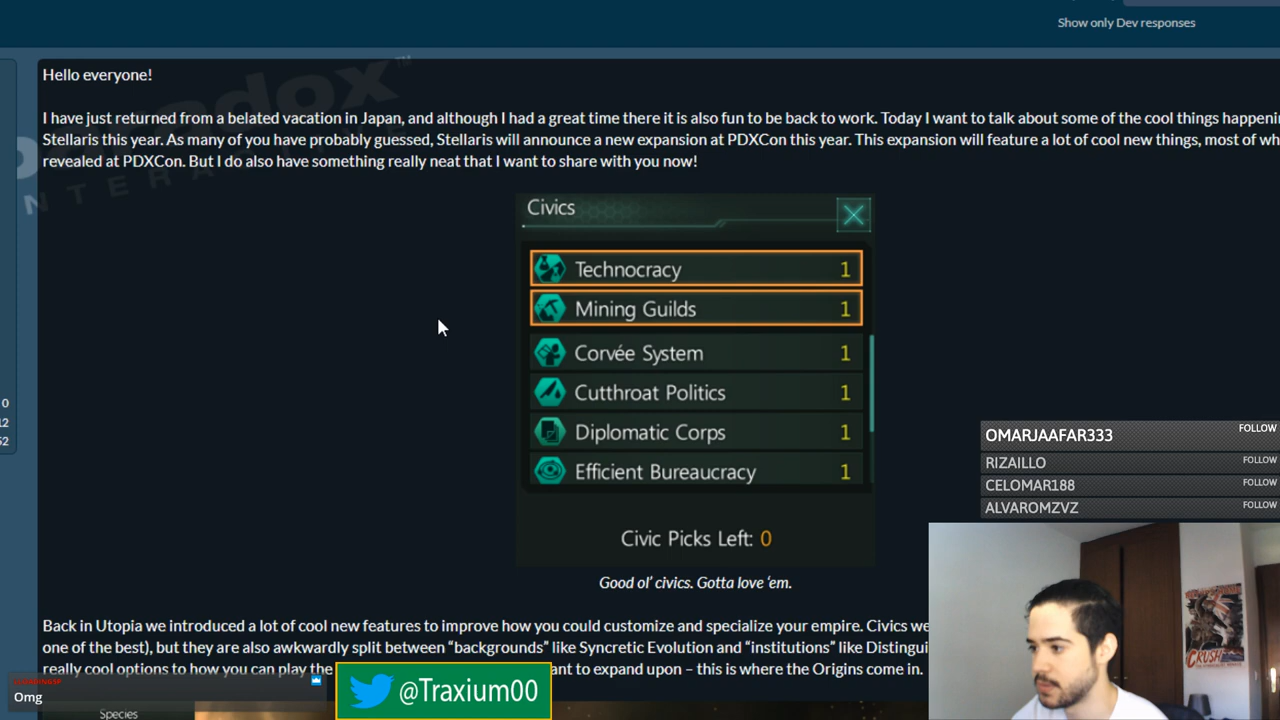 Show only Dev responses
Hello everyone!
I have just returned from a belated vacation in Japan, and although I had a great time there it is also fun to be back to work. Today I want to talk about some of the cool things
Stellaris this year. As many of you have probably guessed, Stellaris will announce a new expansion at PDXCon this year. This expansion will feature a lot of cool new things, most of
revealed at PDXCon. But I do also have something really neat that I want to share with you now!
Civics
Technocracy 1
Mining Guilds 1
Corvée System 1
Cutthroat Politics 1
Diplomatic Corps 1
Efficient Bureaucracy 1
Civic Picks Left: 0
Good ol' civics. Gotta love 'em.
Back in Utopia we introduced a lot of cool new features to improve how you could customize and specialize your empire. Civics
one of the best), but they are also awkwardly split between "backgrounds" like Syncretic Evolution and "institutions" like
really cool options to how you can play the
to expand upon – this is where the Origins come in.
Species
0
12
52
OMARJAAFAR333 FOLLOW
RIZAILLO FOLLOW
CELOMAR188 FOLLOW
ALVAROMZVZ FOLLOW
CRUSH
Omg
@Traxium00